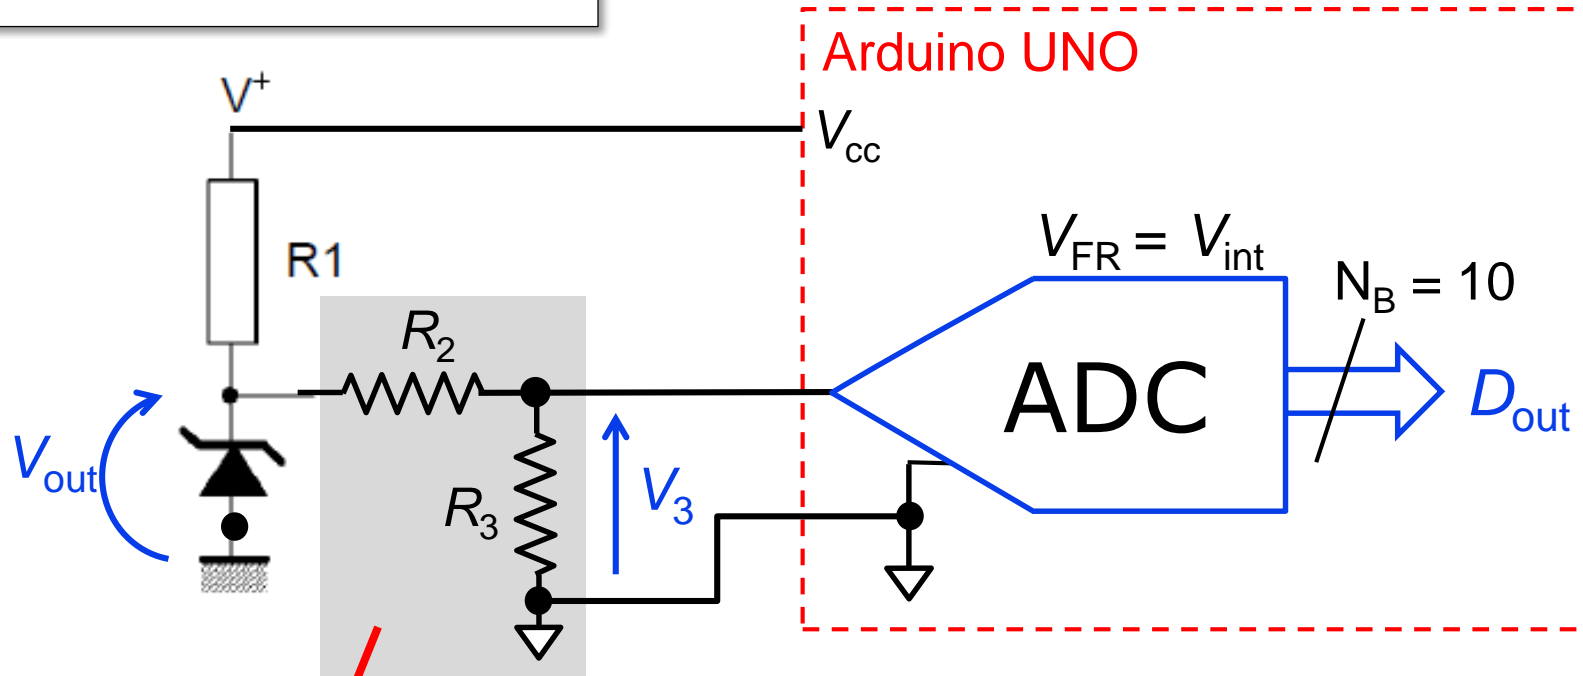 Arduino UNO
V+
Vcc
VFR = Vint
R1
NB = 10
R2
ADC
Dout
Vout
R3
V3